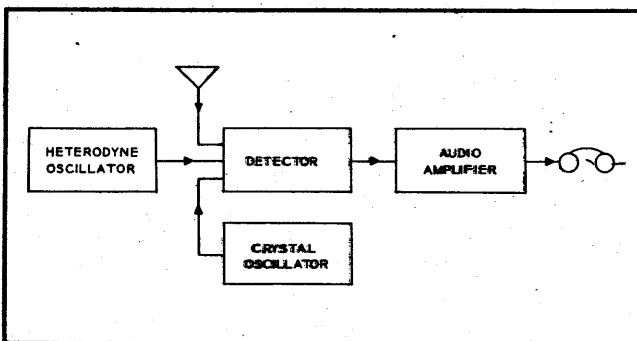 HETERODYNE
OSCILLATOR
DETECTOR
AUDIO
AMPLIFIER
CRYSTAL
OSCILLATOR